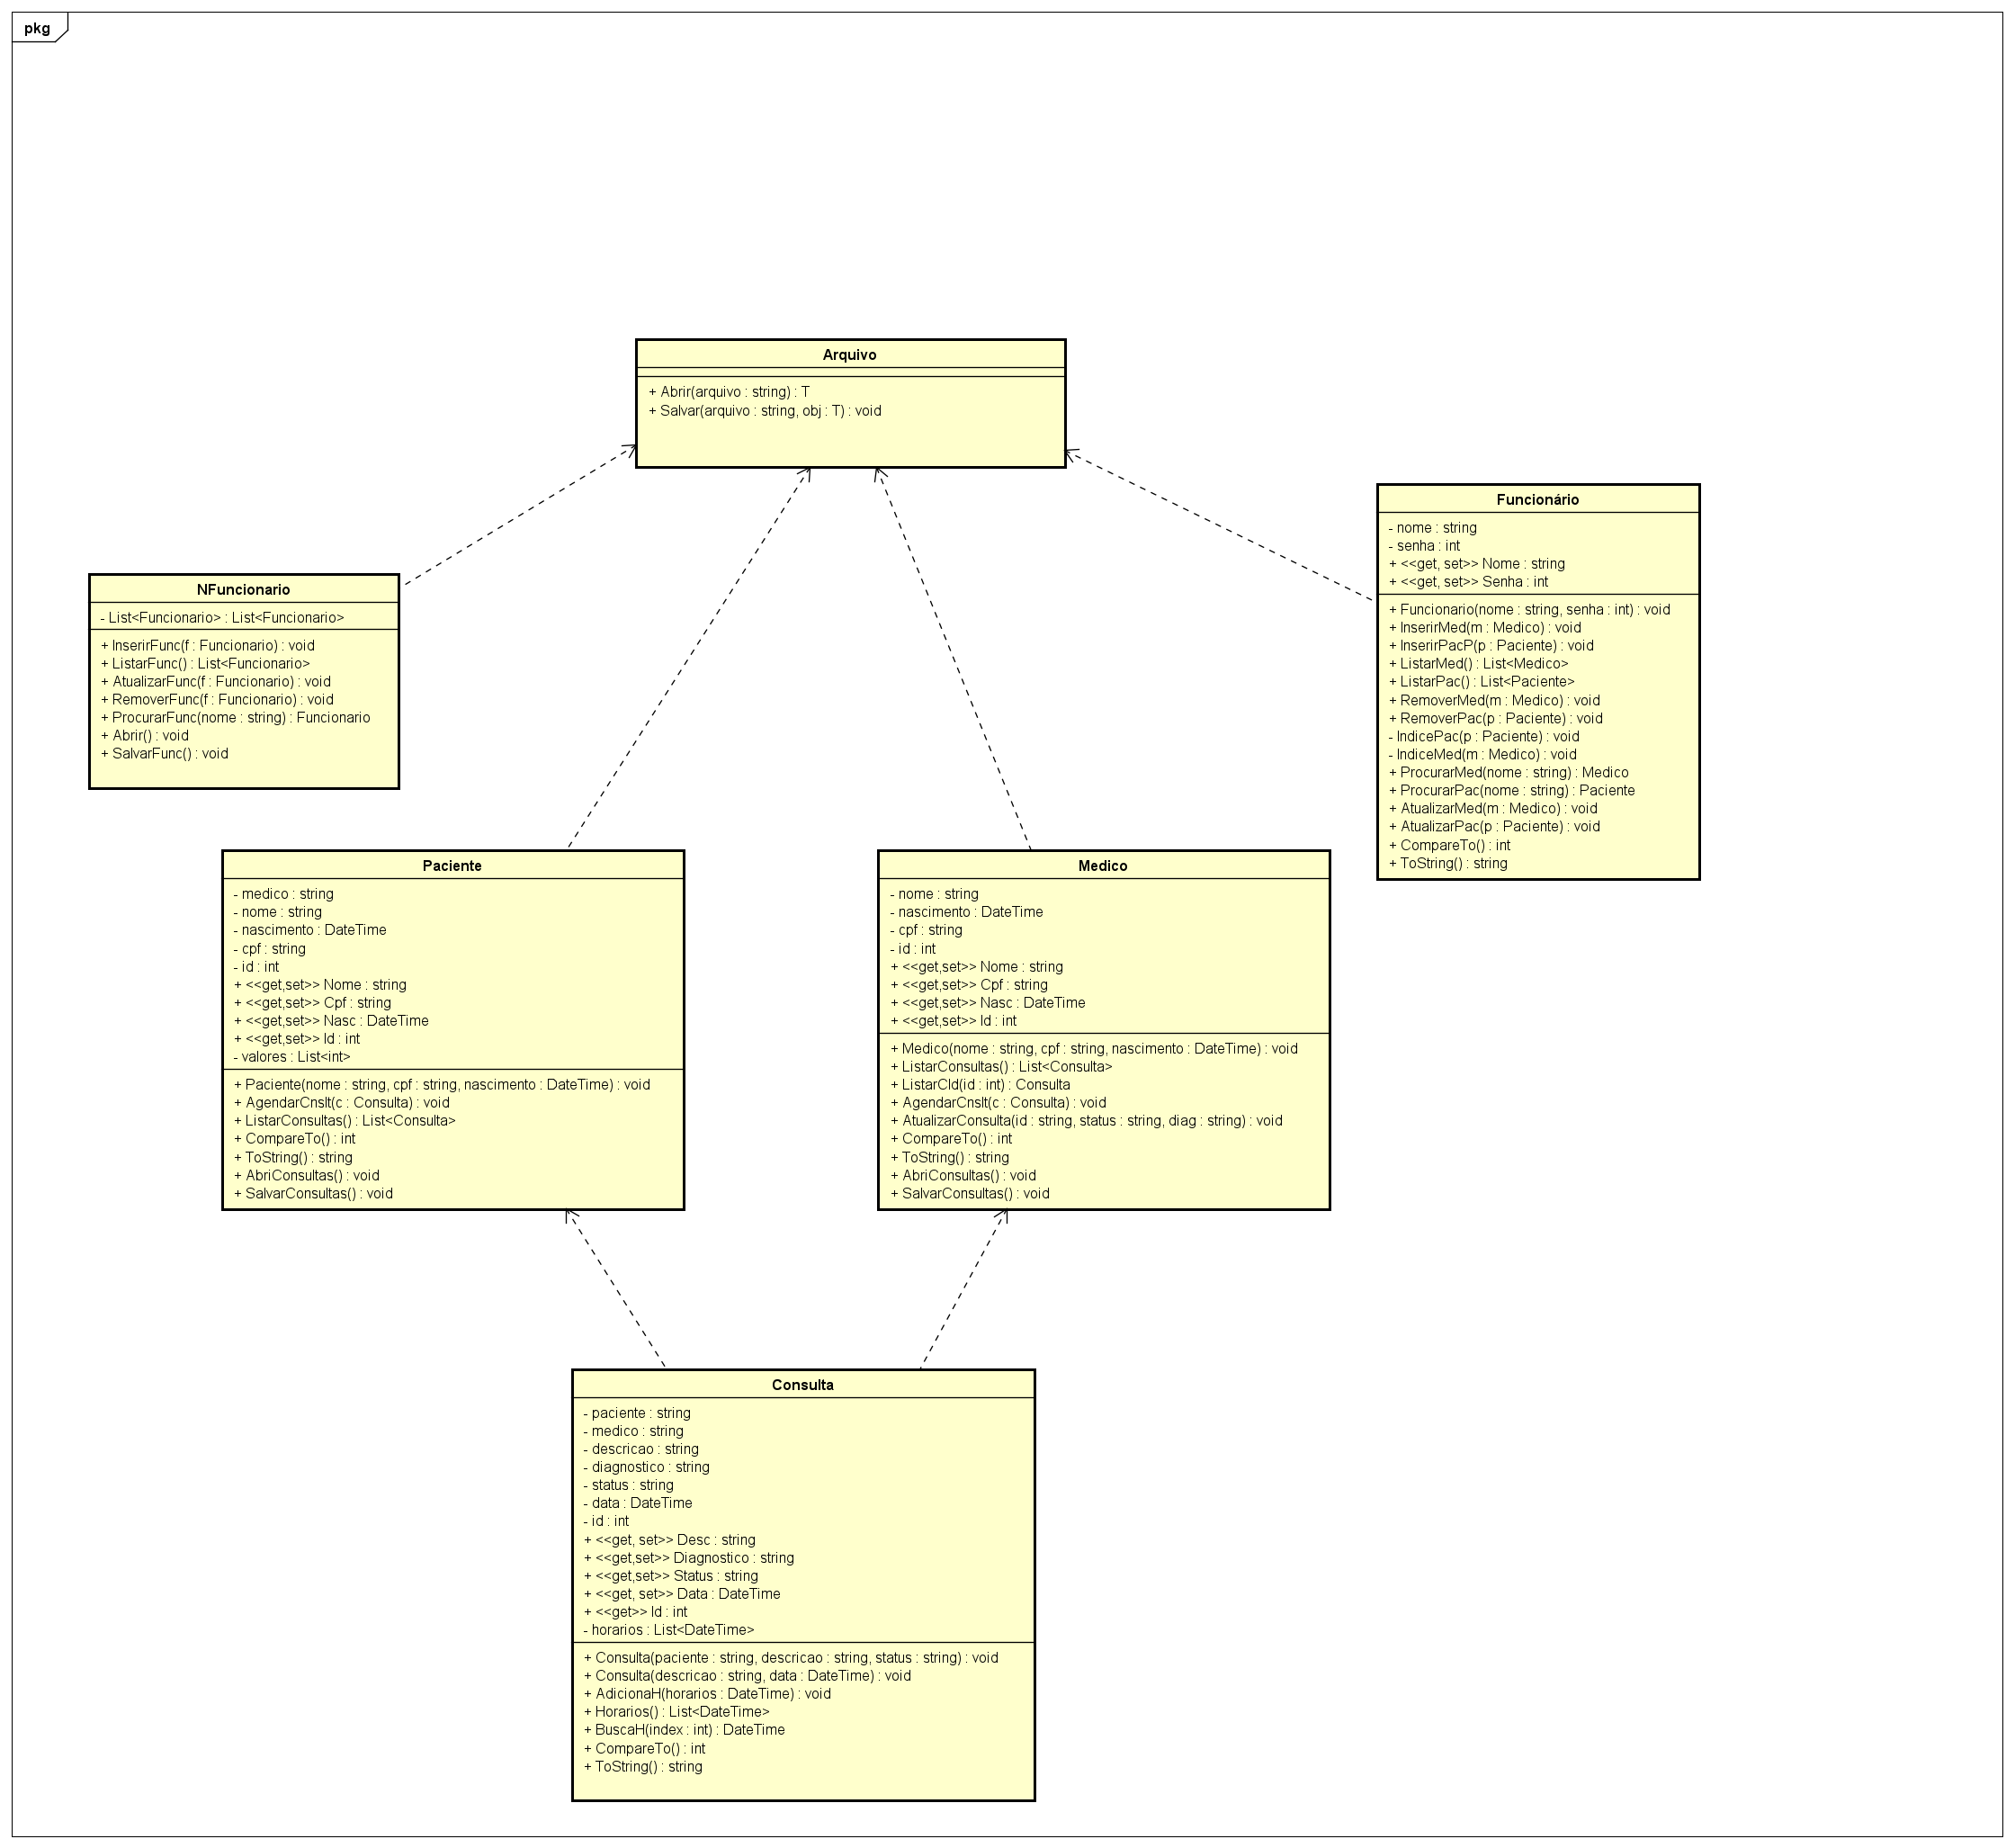 pkg
Arquivo
+ Abrir(arquivo : string) : T
+ Salvar(arquivo : string, obj : T) : void
Funcionário
- nome : string
- senha : int
+ <<get, set>> Nome : string
+ <<get, set>> Senha : int
+ Funcionario(nome : string, senha : int) : void
+ InserirMed(m : Medico) : void
+ InserirPacP(p : Paciente) : void
+ ListarMed() : List<Medico>
+ ListarPac() : List<Paciente>
+ RemoverMed(m : Medico) : void
+ RemoverPac(p : Paciente) : void
- IndicePac(p : Paciente) : void
- IndiceMed(m : Medico) : void
+ ProcurarMed(nome : string) : Medico
+ ProcurarPac(nome : string) : Paciente
+ AtualizarMed(m : Medico) : void
+ AtualizarPac(p : Paciente) : void
+ CompareTo() : int
+ ToString() : string
NFuncionario
- List<Funcionario> : List<Funcionario>
+ InserirFunc(f : Funcionario) : void
+ ListarFunc() : List<Funcionario>
+ AtualizarFunc(f : Funcionario) : void
+ RemoverFunc(f : Funcionario) : void
+ ProcurarFunc(nome : string) : Funcionario
+ Abrir() : void
+ SalvarFunc() : void
Paciente
- medico : string
- nome : string
- nascimento : DateTime
- cpf : string
- id : int
+ <<get,set>> Nome : string
+ <<get,set>> Cpf : string
+ <<get,set>> Nasc : DateTime
+ <<get,set>> Id : int
- valores : List<int>
+ Paciente(nome : string, cpf : string, nascimento : DateTime) : void
+ AgendarCnslt(c : Consulta) : void
+ ListarConsultas() : List<Consulta>
+ CompareTo() : int
+ ToString() : string
+ AbriConsultas() : void
+ SalvarConsultas() : void
Medico
- nome : string
- nascimento : DateTime
- cpf : string
- id : int
+ <<get,set>> Nome : string
+ <<get,set>> Cpf : string
+ <<get,set>> Nasc : DateTime
+ <<get,set>> Id : int
+ Medico(nome : string, cpf : string, nascimento : DateTime) : void
+ ListarConsultas() : List<Consulta>
+ ListarCId(id : int) : Consulta
+ AgendarCnslt(c : Consulta) : void
+ AtualizarConsulta(id : string, status : string, diag : string) : void
+ CompareTo() : int
+ ToString() : string
+ AbriConsultas() : void
+ SalvarConsultas() : void
Consulta
- paciente : string
- medico : string
- descricao : string
- diagnostico : string
- status : string
- data : DateTime
- id : int
+ <<get, set>> Desc : string
+ <<get,set>> Diagnostico : string
+ <<get,set>> Status : string
+ <<get, set>> Data : DateTime
+ <<get>> Id : int
- horarios : List<DateTime>
+ Consulta(paciente : string, descricao : string, status : string) : void
+ Consulta(descricao : string, data : DateTime) : void
+ AdicionaH(horarios : DateTime) : void
+ Horarios() : List<DateTime>
+ BuscaH(index : int) : DateTime
+ CompareTo() : int
+ ToString() : string